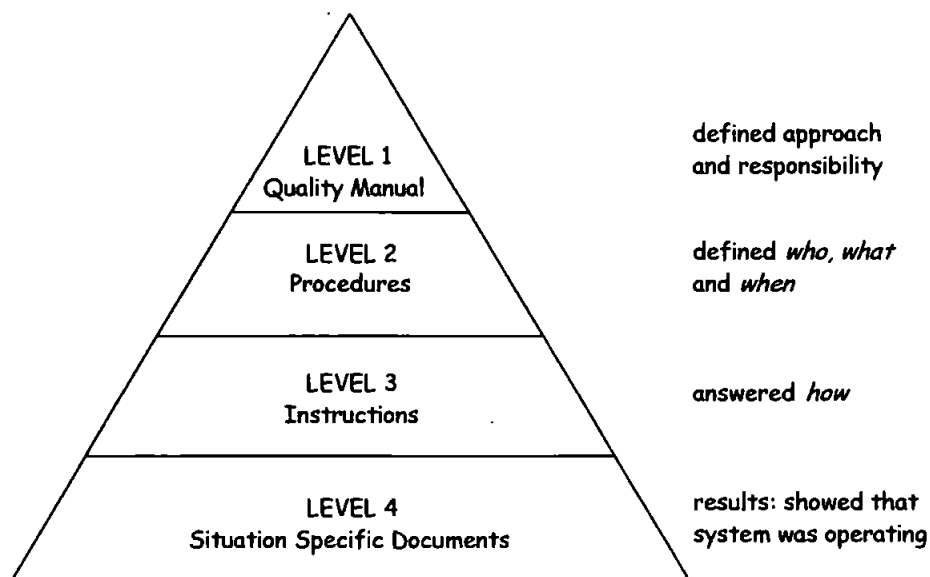 LEVEL 1
Quality Manual
defined approach
and responsibility
LEVEL 2
Procedures
defined who, what
and when
LEVEL 3
Instructions
answered how
LEVEL 4
Situation Specific Documents
results: showed that
system was operating